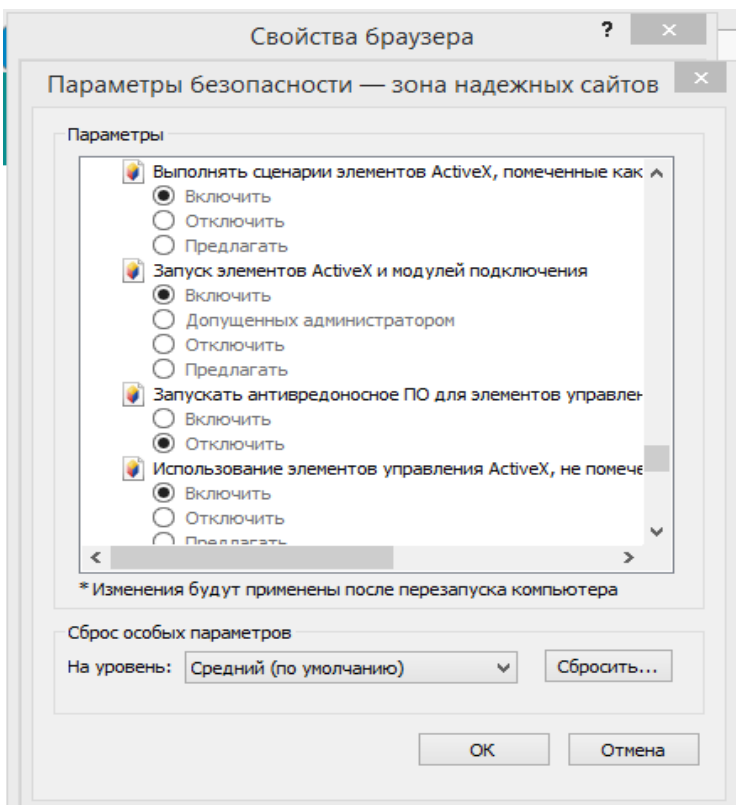 Свойства браузера
?
Параметры безопасности — зона надежных сайтов
Параметры
Выполнять сценарии элементов ActiveX, помеченные как
Включить
Отключить
Предлагать
Запуск элементов ActiveX и модулей подключения
Включить
Допущенных администратором
Отключить
Предлагать
Запускать антивредоносное ПО для элементов управлен
Включить
Отключить
Использование элементов управления ActiveX, не помече
Включить
Отключить
Предлагать
* Изменения будут применены после перезапуска компьютера
Сброс особых параметров
На уровень: Средний (по умолчанию) Сбросить...
ОК Отмена